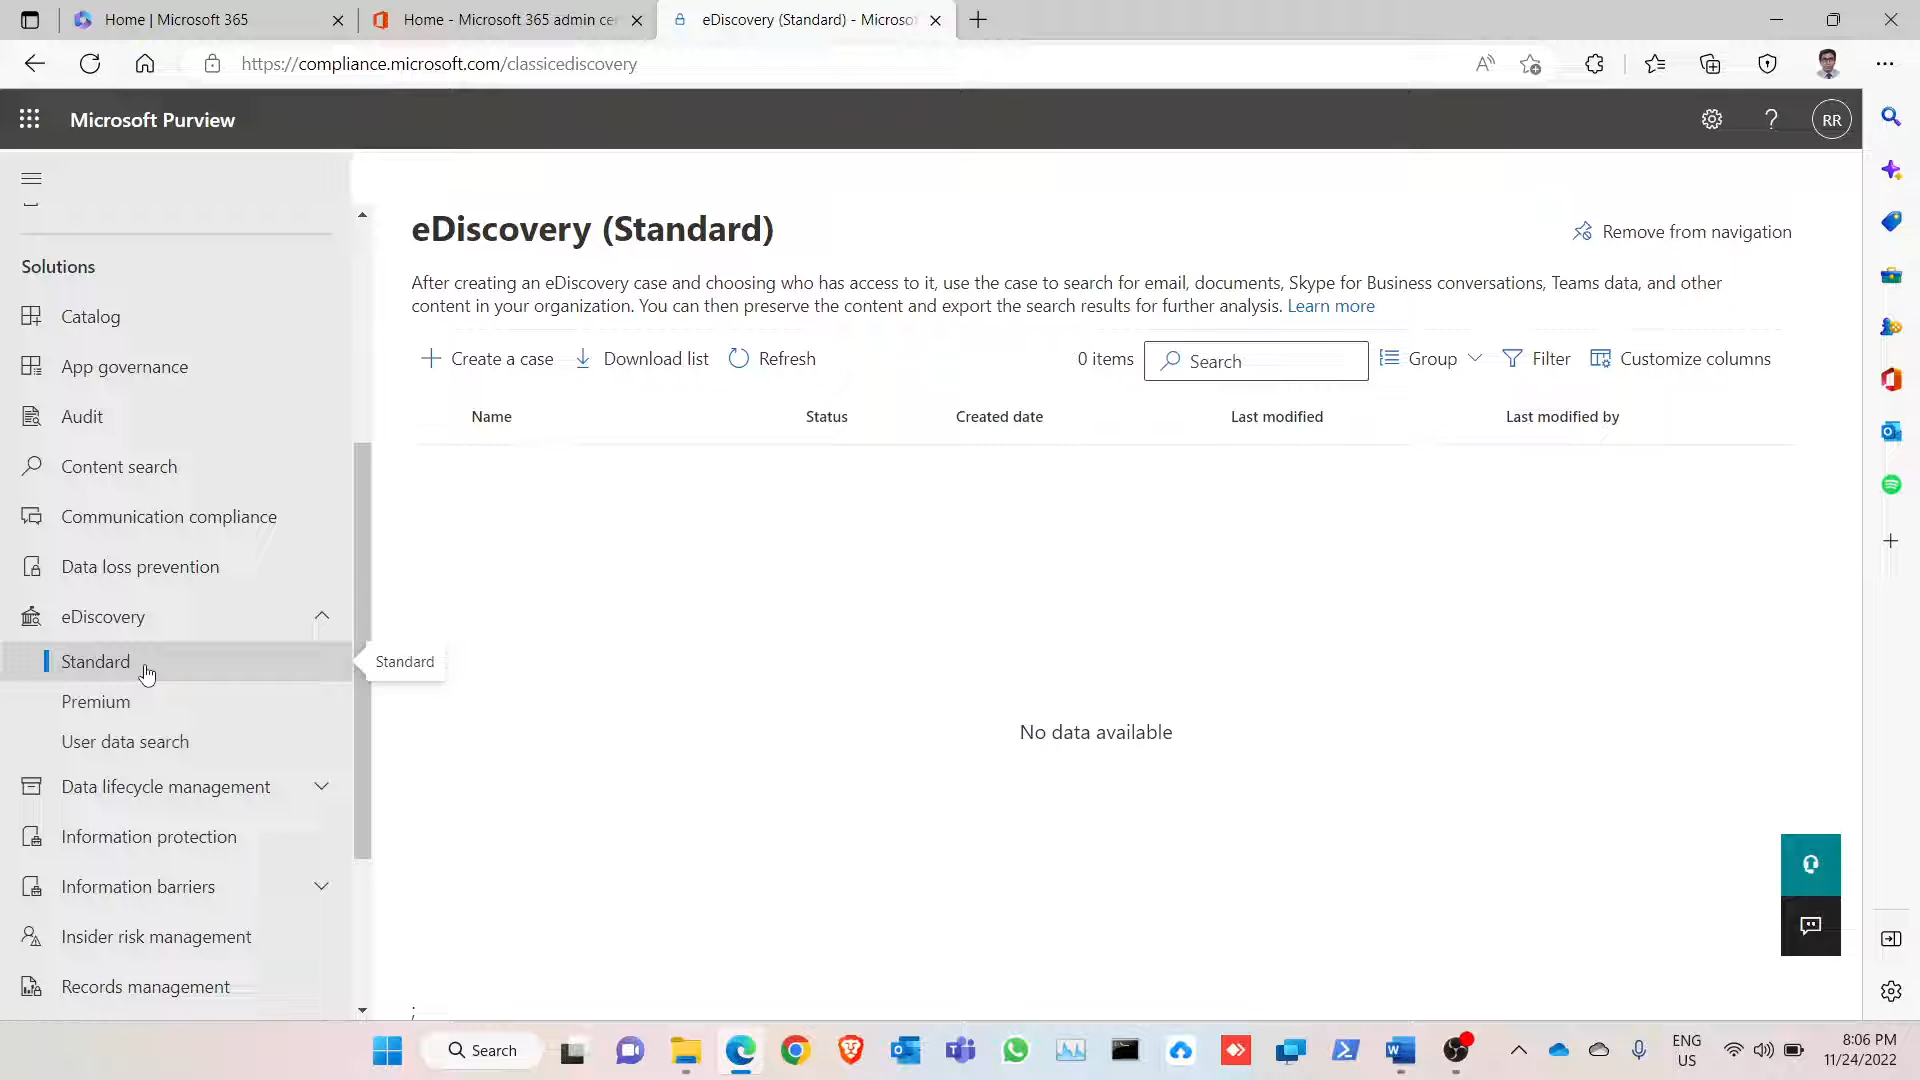 Home | Microsoft 365
Home - Microsoft 365 admin ce
eDiscovery (Standard) - Microso
https://compliance.microsoft.com/classicediscovery
Microsoft Purview
RR
Solutions
Catalog
App governance
Audit
Content search
Communication compliance
Data loss prevention
eDiscovery
Standard
Premium
User data search
Data lifecycle management
Information protection
Information barriers
Insider risk management
Records management
Standard
eDiscovery (Standard)
Remove from navigation
After creating an eDiscovery case and choosing who has access to it, use the case to search for email, documents, Skype for Business conversations, Teams data, and other
content in your organization. You can then preserve the content and export the search results for further analysis. Learn more
Create a case Download list Refresh 0 items Search Group Filter Customize columns
Name Status Created date Last modified Last modified by
No data available
;
Search
ENG
US
8:06 PM
11/24/2022